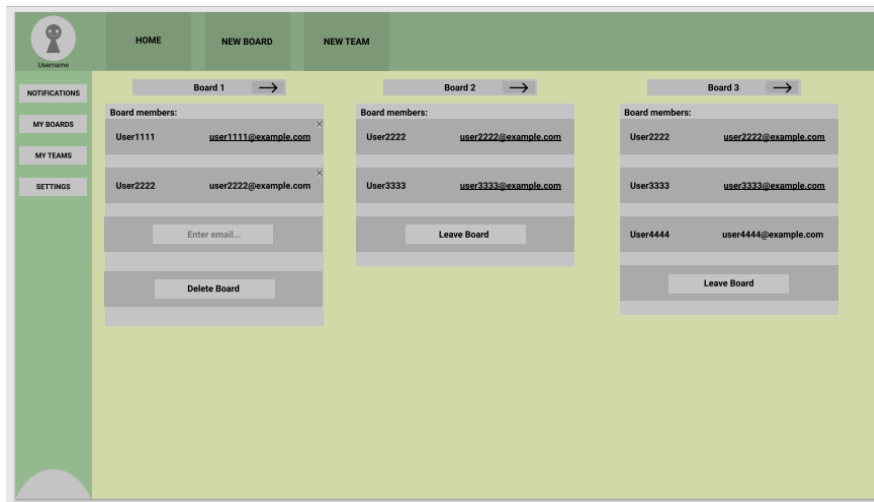 HOME NEW BOARD NEW TEAM
Username
NOTIFICATIONS
MY BOARDS
MY TEAMS
SETTINGS
Board 1
Board members:
User1111 user1111@example.com
User2222 user2222@example.com
Enter email...
Delete Board
Board 2
Board members:
User2222 user2222@example.com
User3333 user3333@example.com
Leave Board
Board 3
Board members:
User2222 user2222@example.com
User3333 user3333@example.com
User4444 user4444@example.com
Leave Board